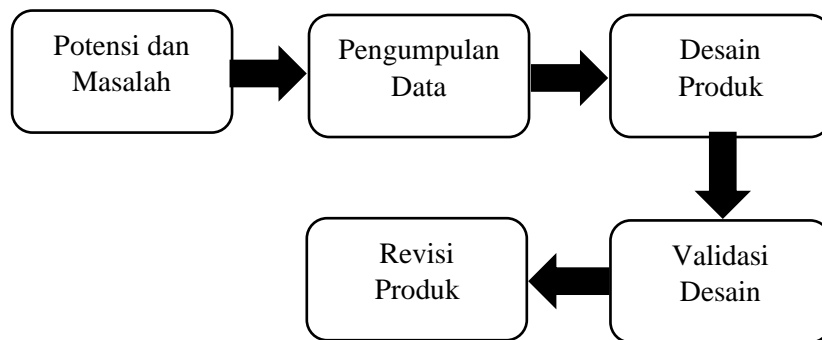 Potensi dan
Masalah
Pengumpulan
Data
Desain
Produk
Validasi
Desain
Revisi
Produk